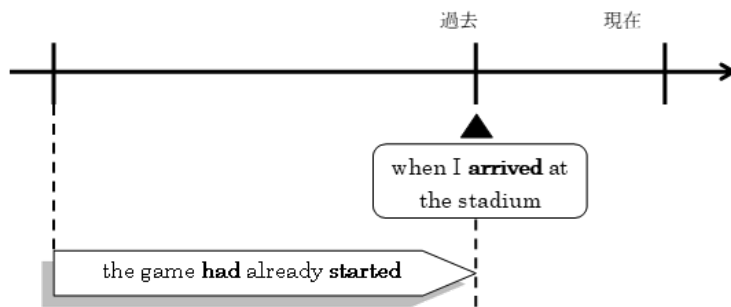 過去 現在
when I arrived at
the stadium
the game had already started